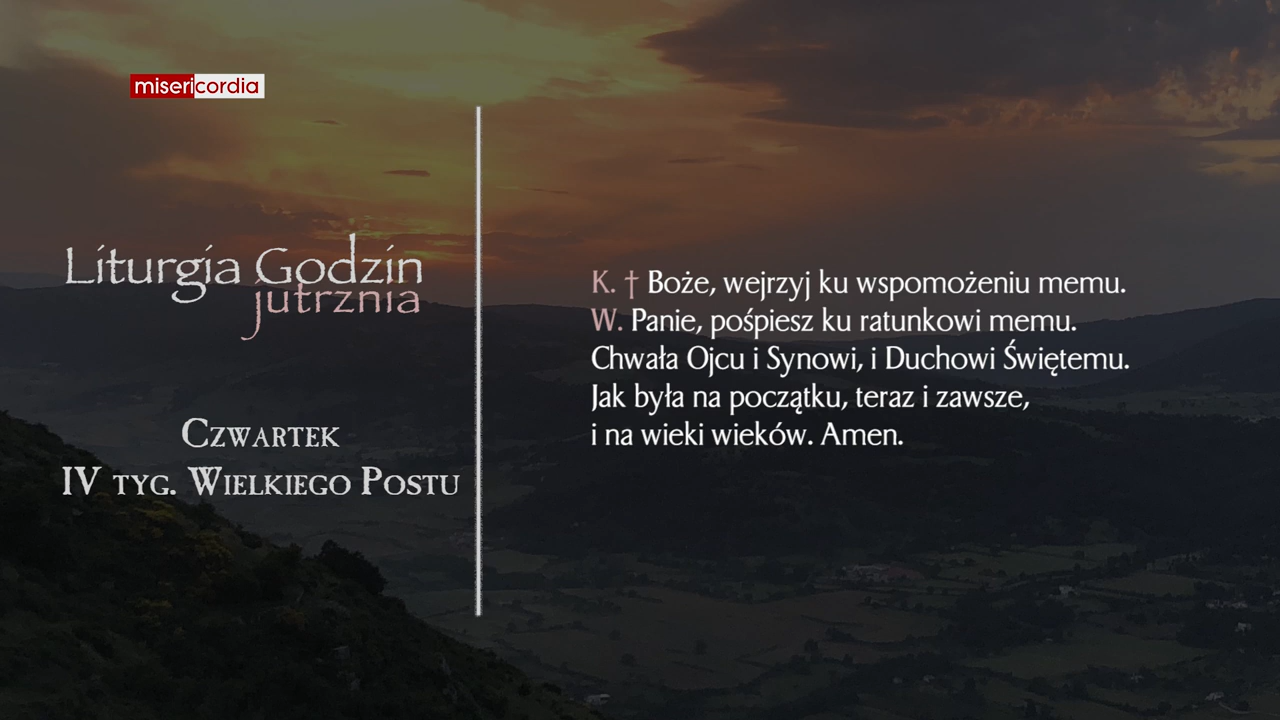 misericordia
Liturgia Godzin
jutrznia
Czwartek
IV tyg. Wielkiego Postu
K. † Boże, wejrzyj ku wspomożeniu memu.
W. Panie, pośpiesz ku ratunkowi memu.
Chwała Ojcu i Synowi, i Duchowi Świętemu.
Jak była na początku, teraz i zawsze,
i na wieki wieków. Amen.